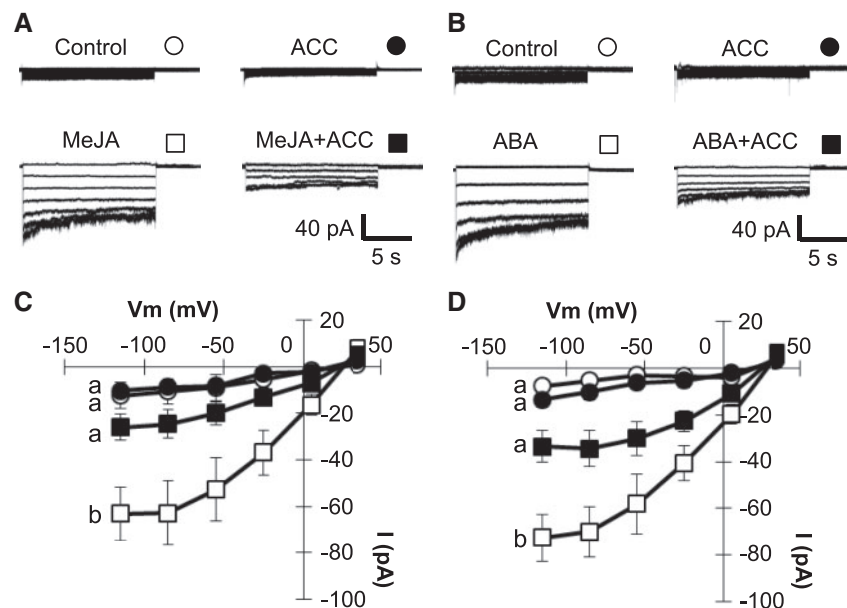 A
Control
ACC
MeJA
MeJA+ACC
40 pA
5 s
B
Control
ACC
ABA
ABA+ACC
40 pA
5 s
C
Vm (mV)
-150
-100
-50
0
50
20
-20
-40
-60
-80
-100
I (pA)
a
a
a
b
D
Vm (mV)
-150
-100
-50
0
50
20
-20
-40
-60
-80
-100
I (pA)
a
a
a
b